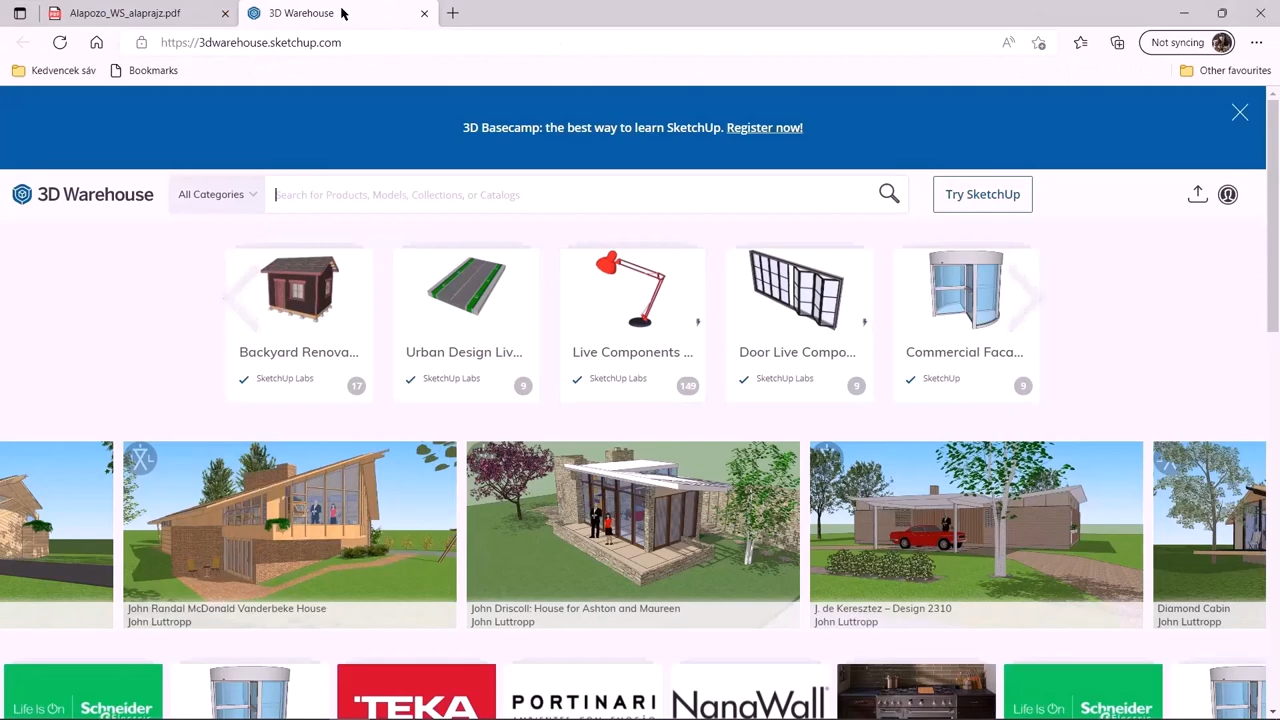 Alapozo_WS_alaprajz.pdf
3D Warehouse
https://3dwarehouse.sketchup.com
Not syncing
Kedvencek sáv
Bookmarks
Other favourites
3D Basecamp: the best way to learn SketchUp. Register now!
3D Warehouse
All Categories
Search for Products, Models, Collections, or Catalogs
Try SketchUp
Backyard Renova...
SketchUp Labs
17
Urban Design Liv...
SketchUp Labs
9
Live Components ...
SketchUp Labs
149
Door Live Compo...
SketchUp Labs
9
Commercial Faca...
SketchUp
9
John Randal McDonald Vanderbeke House
John Luttropp
John Driscoll: House for Ashton and Maureen
John Luttropp
J. de Keresztez – Design 2310
John Luttropp
Diamond Cabin
John Luttropp
Life Is On
Schneider
TEKA
PORTINARI
NanaWall
Life Is On
Schneider